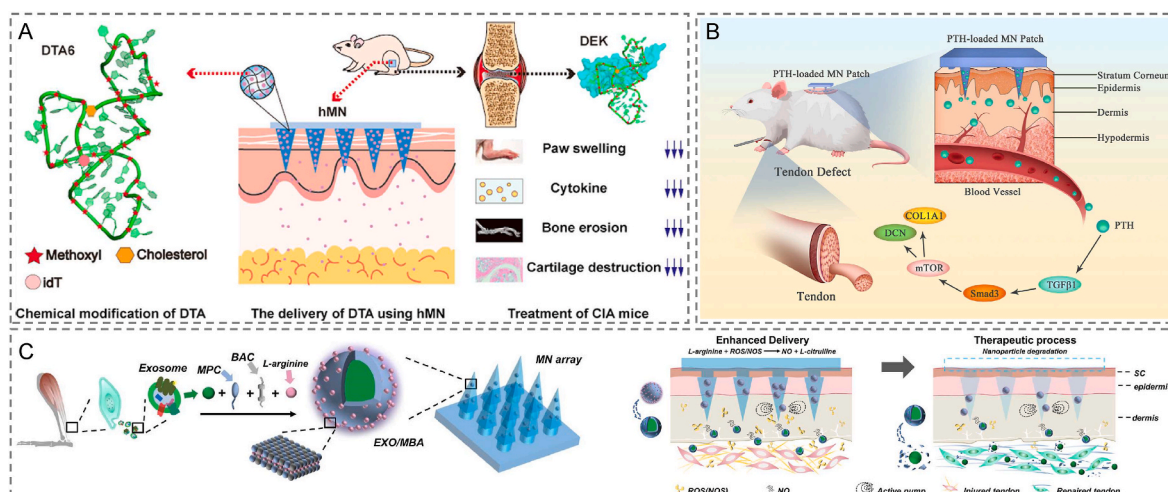 A
DTA6
Methoxyl
Cholesterol
idT
Chemical modification of DTA
hMN
The delivery of DTA using hMN
DEK
Paw swelling
Cytokine
Bone erosion
Cartilage destruction
Treatment of CIA mice
B
PTH-loaded MN Patch
PTH-loaded MN Patch
Stratum Corneum
Epidermis
Dermis
Hypodermis
Blood Vessel
Tendon Defect
Tendon
COL1A1
DCN
mTOR
Smad3
TGFβ1
PTH
C
Exosome
MPC
BAC
L-arginine
EXO/MBA
MN array
Enhanced Delivery
L-arginine + ROS/NOS NO + L-citrulline
Therapeutic process
Nanoparticle degradation
SC
epidermis
dermis
ROS(NOS)
NO
Active pump
Injured tendon
Repaired tendon